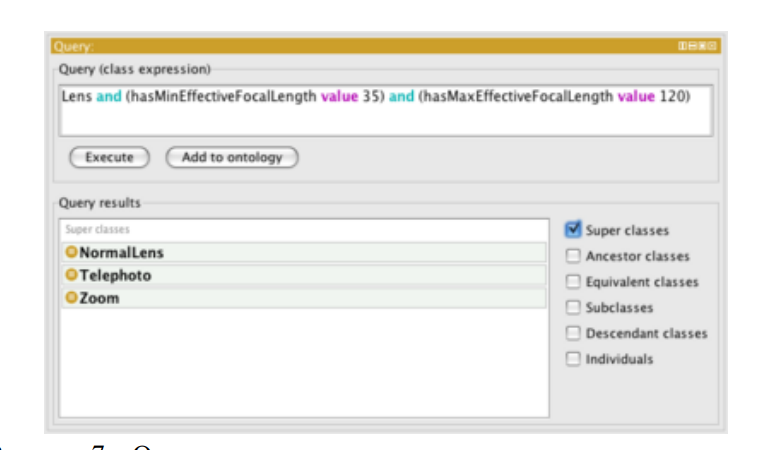 Query:
Query (class expression)
Lens and (hasMinEffectiveFocalLength value 35) and (hasMaxEffectiveFocalLength value 120)
Execute Add to ontology
Query results
Super classes
NormalLens
Telephoto
Zoom
Super classes
Ancestor classes
Equivalent classes
Subclasses
Descendant classes
Individuals